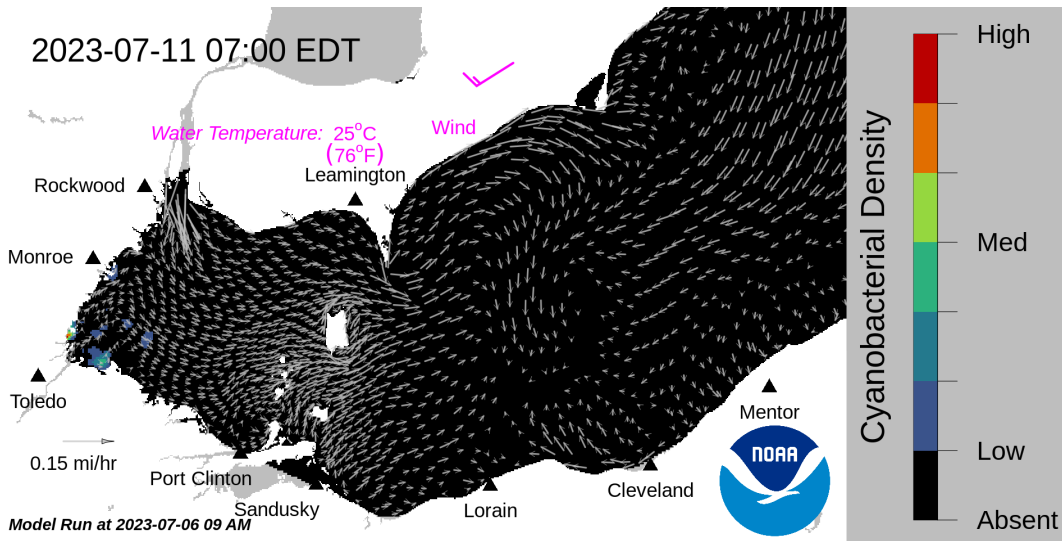 2023-07-11 07:00 EDT
High
Wind
Water Temperature: 25°C
(76°F)
Leamington
Rockwood
Monroe
Med
Cyanobacterial Density
Toledo
Mentor
0.15 mi/hr
NOAA
Low
Port Clinton
Cleveland
Sandusky
Lorain
Model Run at 2023-07-06 09 AM
Absent